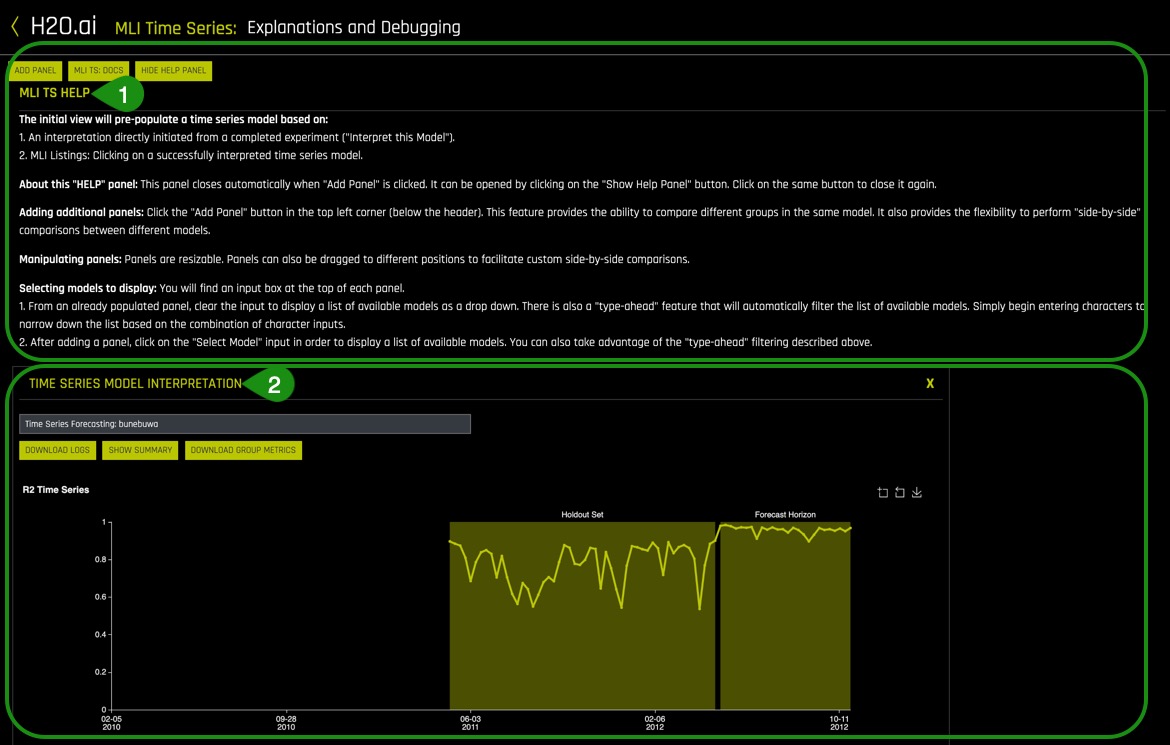 H2O.ai MLI Time Series: Explanations and Debugging
ADD PANEL MLI TS: DOCS HIDE HELP PANEL
MLI TS HELP 1
The initial view will pre-populate a time series model based on:
1. An interpretation directly initiated from a completed experiment ("Interpret this Model").
2. MLI Listings: Clicking on a successfully interpreted time series model.
About this "HELP" panel: This panel closes automatically when "Add Panel" is clicked. It can be opened by clicking on the "Show Help Panel" button. Click on the same button to close it again.
Adding additional panels: Click the "Add Panel" button in the top left corner (below the header). This feature provides the ability to compare different groups in the same model. It also provides the flexibility to perform "side-by-side"
comparisons between different models.
Manipulating panels: Panels are resizable. Panels can also be dragged to different positions to facilitate custom side-by-side comparisons.
Selecting models to display: You will find an input box at the top of each panel.
1. From an already populated panel, clear the input to display a list of available models as a drop down. There is also a "type-ahead" feature that will automatically filter the list of available models. Simply begin entering characters to
narrow down the list based on the combination of character inputs.
2. After adding a panel, click on the "Select Model" input in order to display a list of available models. You can also take advantage of the "type-ahead" filtering described above.
TIME SERIES MODEL INTERPRETATION 2 X
Time Series Forecasting: bunebuwa
DOWNLOAD LOGS SHOW SUMMARY DOWNLOAD GROUP METRICS
R2 Time Series
Holdout Set Forecast Horizon
1
0.8
0.6
0.4
0.2
0
02-05 09-28 06-03 02-06 10-11
2010 2010 2011 2012 2012